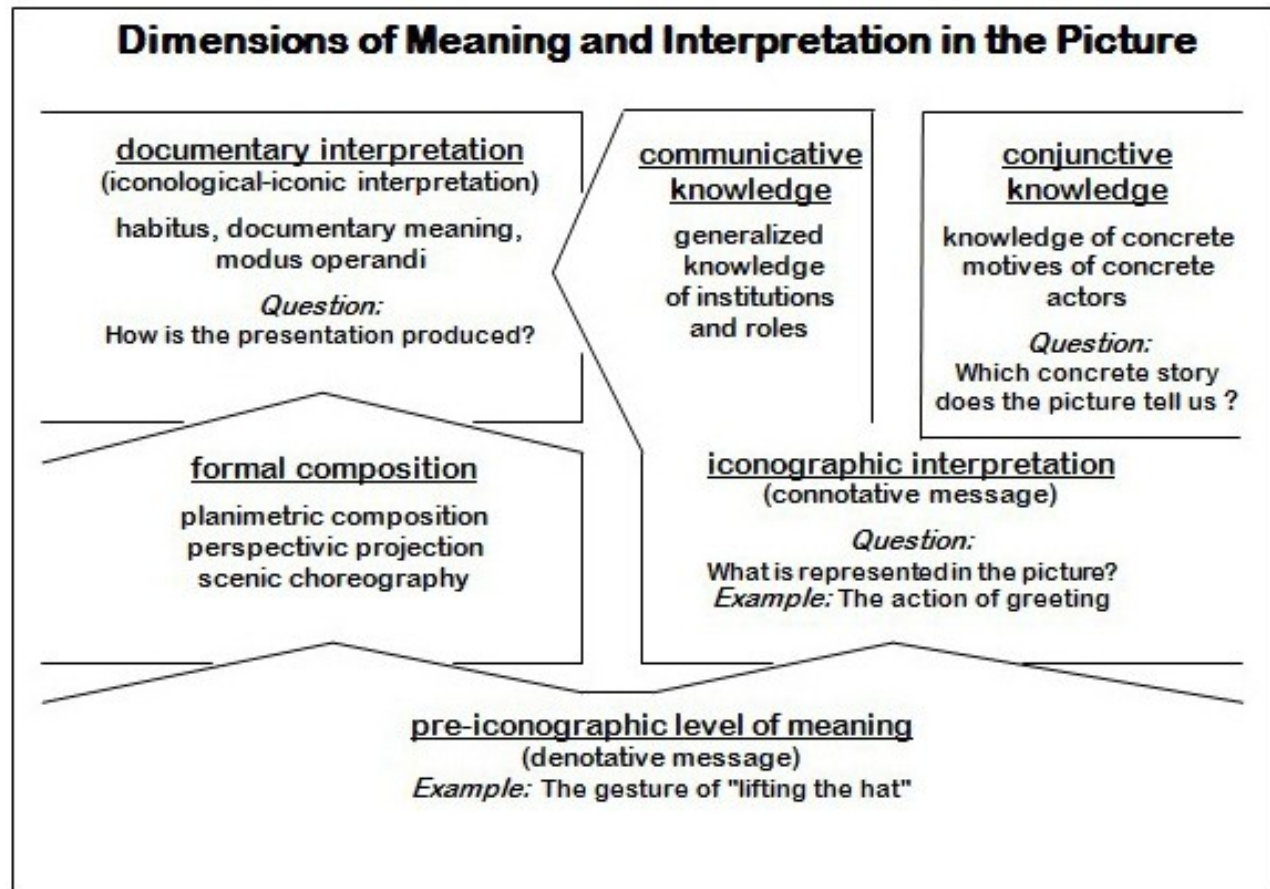 Dimensions of Meaning and Interpretation in the Picture
documentary interpretation
(iconological-iconic interpretation)
habitus, documentary meaning,
modus operandi
Question:
How is the presentation produced?
communicative
knowledge
generalized
knowledge
of institutions
and roles
conjunctive
knowledge
knowledge of concrete
motives of concrete
actors
Question:
Which concrete story
does the picture tell us ?
formal composition
planimetric composition
perspectivic projection
scenic choreography
iconographic interpretation
(connotative message)
Question:
What is represented in the picture?
Example: The action of greeting
pre-iconographic level of meaning
(denotative message)
Example: The gesture of "lifting the hat"